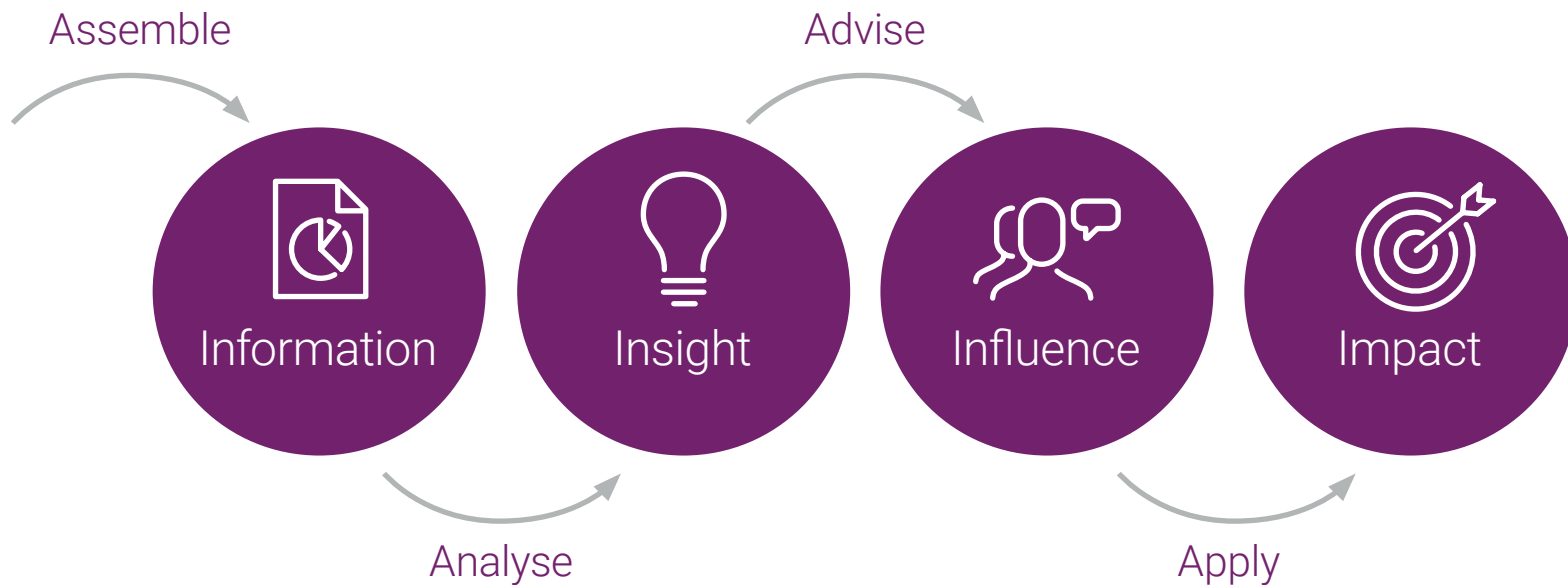 Assemble
Advise
Information
Insight
Influence
Impact
Analyse
Apply